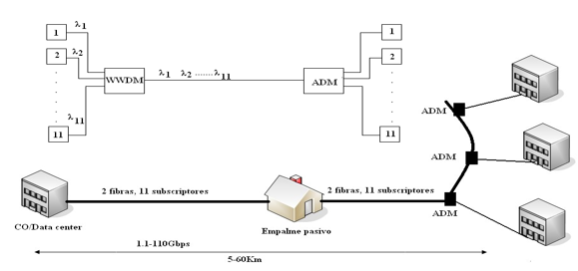 1
λ1
1
2
λ2
2
WWDM
λ1 λ2 .......λ11
ADM
λ11
11
11
ADM
ADM
ADM
2 fibras, 11 subscriptores
2 fibras, 11 subscriptores
CO/Data center
Empalme pasivo
1.1-110Gbps
5-60Km